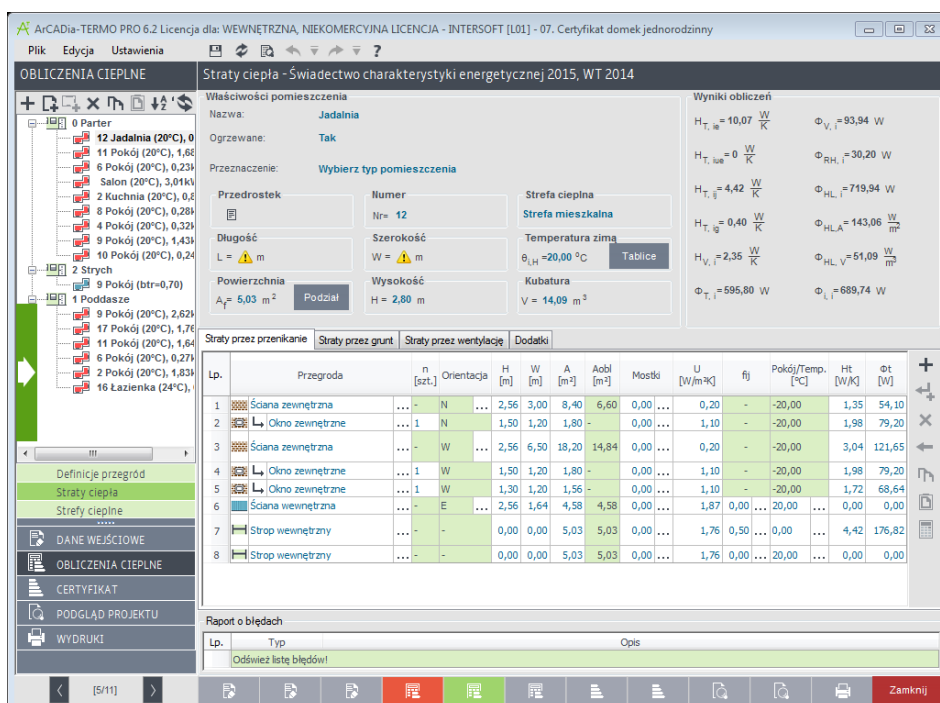 ArCADia-TERMO PRO 6.2 Licencja dla: WEWNĘTRZNA, NIEKOMERCYJNA LICENCJA - INTERSOFT [L01] - 07. Certyfikat domek jednorodzinny
Plik Edycja Ustawienia
OBLICZENIA CIEPLNE
Straty ciepła - Świadectwo charakterystyki energetycznej 2015, WT 2014
0 Parter
12 Jadalnia (20°C), 0
11 Pokój (20°C), 1,68
6 Pokój (20°C), 0,23k
Salon (20°C), 3,01kW
2 Kuchnia (20°C), 0,8
8 Pokój (20°C), 0,28k
4 Pokój (20°C), 0,32k
9 Pokój (20°C), 1,43k
10 Pokój (20°C), 0,24
2 Strych
9 Pokój (btr=0,70)
1 Poddasze
9 Pokój (20°C), 2,62k
17 Pokój (20°C), 1,76
11 Pokój (20°C), 1,64
6 Pokój (20°C), 0,27k
2 Pokój (20°C), 1,83k
16 Łazienka (24°C),
Definicje przegród
Straty ciepła
Strefy cieplne
DANE WEJŚCIOWE
OBLICZENIA CIEPLNE
CERTYFIKAT
PODGLĄD PROJEKTU
WYDRUKI
[5/11]
Właściwości pomieszczenia
Nazwa: Jadalnia
Ogrzewane: Tak
Przeznaczenie: Wybierz typ pomieszczenia
Przedrostek Numer Strefa cieplna
Nr= 12 Strefa mieszkalna
Długość Szerokość Temperatura zimą
L = m W = m θi,H =20,00 °C Tablice
Powierzchnia Wysokość Kubatura
Af= 5,03 m² Podział H = 2,80 m V = 14,09 m³
Wyniki obliczeń
HT, ie= 10,07 W/K ΦV, i=93,94 W
HT, iue= 0 W/K ΦRH, i=30,20 W
HT, ij= 4,42 W/K ΦHL, i=719,94 W
HT, ig= 0,40 W/K ΦHL,A= 143,06 W/m²
HV, i=2,35 W/K ΦHL, V=51,09 W/m³
ΦT, i=595,80 W Φi, i=689,74 W
Straty przez przenikanie Straty przez grunt Straty przez wentylację Dodatki
Lp. Przegroda n [szt.] Orientacja H [m] W [m] A [m²] Aobl [m²] Mostki U [W/m²K] fij Pokój/Temp. [°C] Ht [W/K] Φt [W]
1 Ściana zewnętrzna ... - N ... 2,56 3,00 8,40 6,60 0,00 ... 0,20 - -20,00 1,35 54,10
2 Okno zewnętrzne ... 1 N 1,50 1,20 1,80 - 0,00 ... 1,10 - -20,00 1,98 79,20
3 Ściana zewnętrzna ... - W ... 2,56 6,50 18,20 14,84 0,00 ... 0,20 - -20,00 3,04 121,65
4 Okno zewnętrzne ... 1 W 1,50 1,20 1,80 - 0,00 ... 1,10 - -20,00 1,98 79,20
5 Okno zewnętrzne ... 1 W 1,30 1,20 1,56 - 0,00 ... 1,10 - -20,00 1,72 68,64
6 Ściana wewnętrzna ... - E ... 2,56 1,64 4,58 4,58 0,00 ... 1,87 0,00 ... 20,00 ... 0,00 0,00
7 Strop wewnętrzny ... - - 0,00 0,00 5,03 5,03 0,00 ... 1,76 0,50 ... 0,00 ... 4,42 176,82
8 Strop wewnętrzny ... - - 0,00 0,00 5,03 5,03 0,00 ... 1,76 0,00 ... 20,00 ... 0,00 0,00
Raport o błędach
Lp. Typ Opis
Odśwież listę błędów!
Zamknij